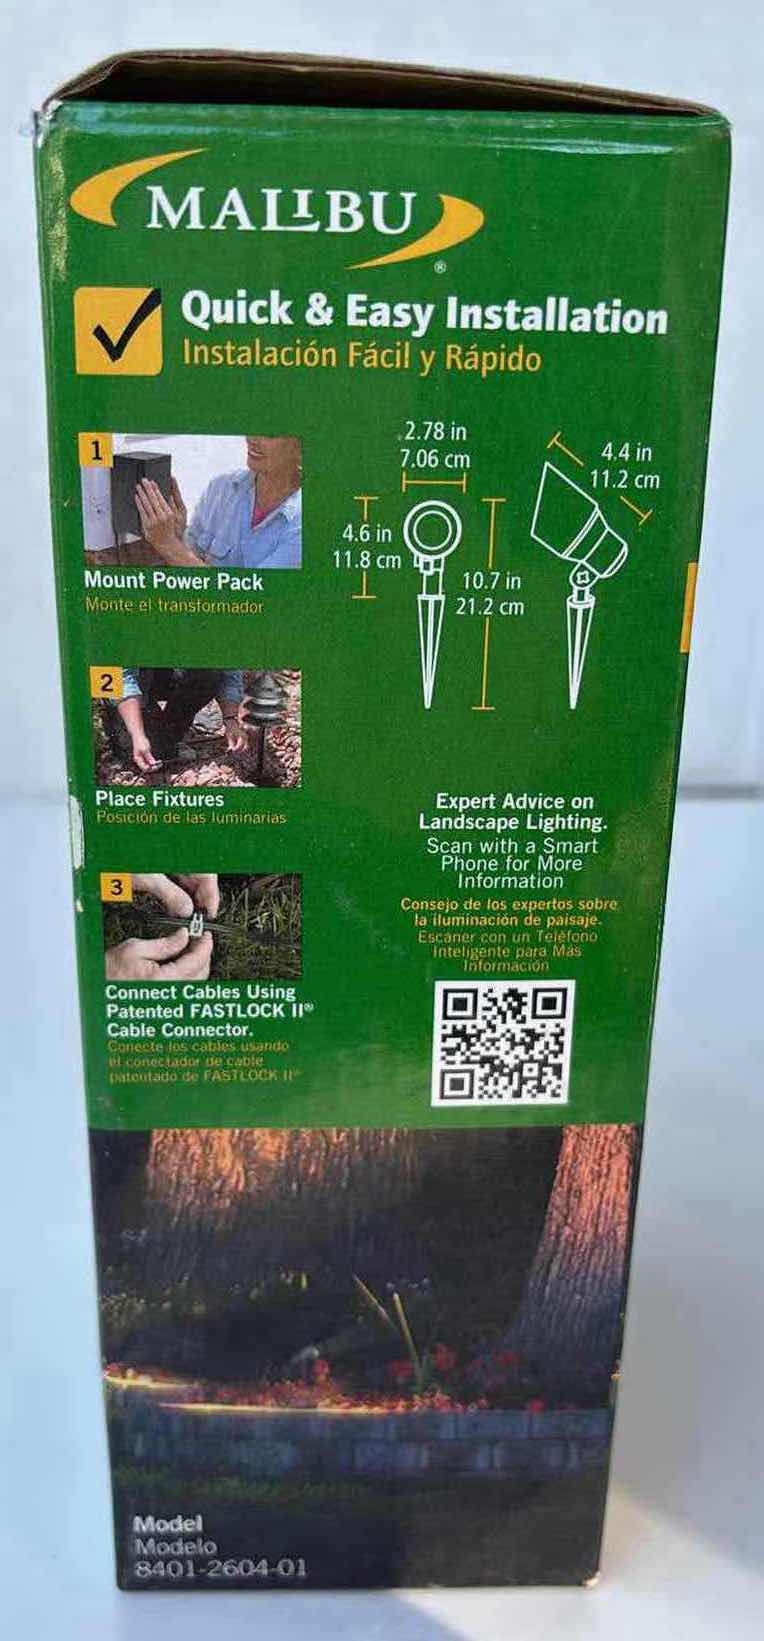 MALIBU
®
Quick & Easy Installation
Instalación Fácil y Rápido
1
Mount Power Pack
Monte el transformador
2.78 in
7.06 cm
4.4 in
11.2 cm
4.6 in
11.8 cm
10.7 in
21.2 cm
2
Place Fixtures
Posición de las luminarias
3
Connect Cables Using
Patented FASTLOCK II®
Cable Connector.
Conecte los cables usando
el conectador de cable
patentado de FASTLOCK II®
Expert Advice on
Landscape Lighting.
Scan with a Smart
Phone for More
Information
Consejo de los expertos sobre
la iluminación de paisaje.
Escaner con un Teléfono
Inteligente para Más
Información
Model
Modelo
8401-2604-01